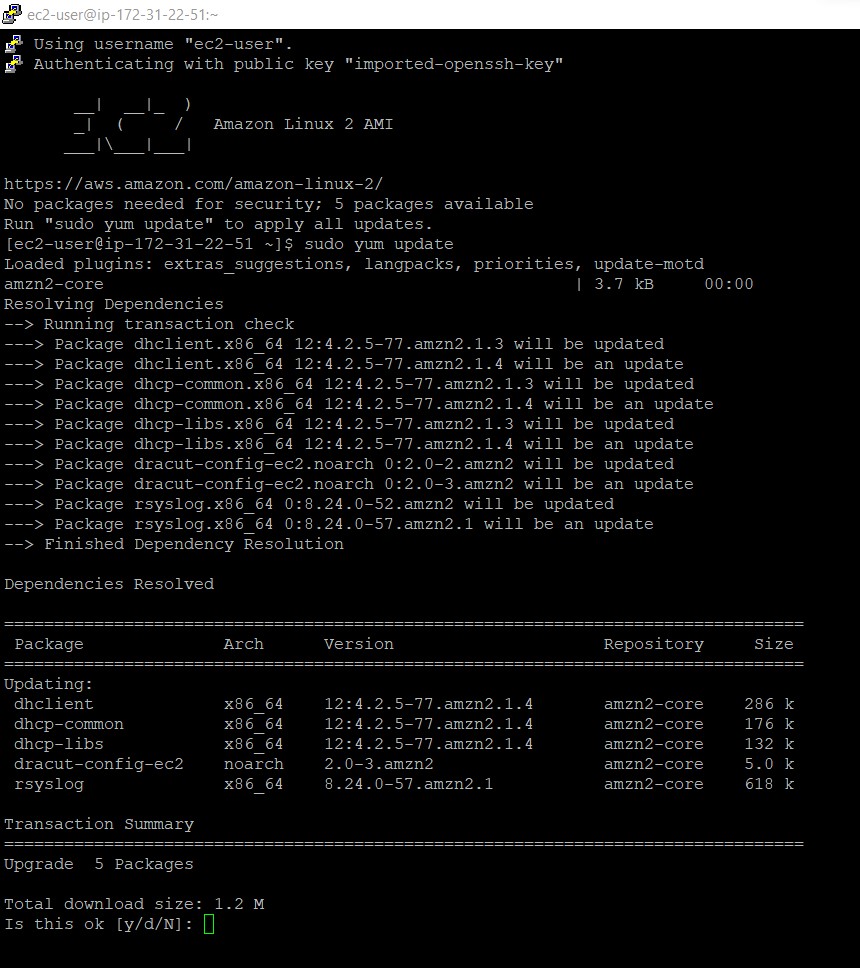 ec2-user@ip-172-31-22-51:~
Using username "ec2-user".
Authenticating with public key "imported-openssh-key"
       __|  __|_  )
       _|  (     /   Amazon Linux 2 AMI
      ___|\___|___|
https://aws.amazon.com/amazon-linux-2/
No packages needed for security; 5 packages available
Run "sudo yum update" to apply all updates.
[ec2-user@ip-172-31-22-51 ~]$ sudo yum update
Loaded plugins: extras_suggestions, langpacks, priorities, update-motd
amzn2-core                                               | 3.7 kB     00:00
Resolving Dependencies
--> Running transaction check
---> Package dhclient.x86_64 12:4.2.5-77.amzn2.1.3 will be updated
---> Package dhclient.x86_64 12:4.2.5-77.amzn2.1.4 will be an update
---> Package dhcp-common.x86_64 12:4.2.5-77.amzn2.1.3 will be updated
---> Package dhcp-common.x86_64 12:4.2.5-77.amzn2.1.4 will be an update
---> Package dhcp-libs.x86_64 12:4.2.5-77.amzn2.1.3 will be updated
---> Package dhcp-libs.x86_64 12:4.2.5-77.amzn2.1.4 will be an update
---> Package dracut-config-ec2.noarch 0:2.0-2.amzn2 will be updated
---> Package dracut-config-ec2.noarch 0:2.0-3.amzn2 will be an update
---> Package rsyslog.x86_64 0:8.24.0-52.amzn2 will be updated
---> Package rsyslog.x86_64 0:8.24.0-57.amzn2.1 will be an update
--> Finished Dependency Resolution
Dependencies Resolved
================================================================================
 Package              Arch      Version                     Repository     Size
================================================================================
Updating:
 dhclient             x86_64    12:4.2.5-77.amzn2.1.4       amzn2-core    286 k
 dhcp-common          x86_64    12:4.2.5-77.amzn2.1.4       amzn2-core    176 k
 dhcp-libs            x86_64    12:4.2.5-77.amzn2.1.4       amzn2-core    132 k
 dracut-config-ec2    noarch    2.0-3.amzn2                 amzn2-core    5.0 k
 rsyslog              x86_64    8.24.0-57.amzn2.1           amzn2-core    618 k
Transaction Summary
================================================================================
Upgrade  5 Packages
Total download size: 1.2 M
Is this ok [y/d/N]: